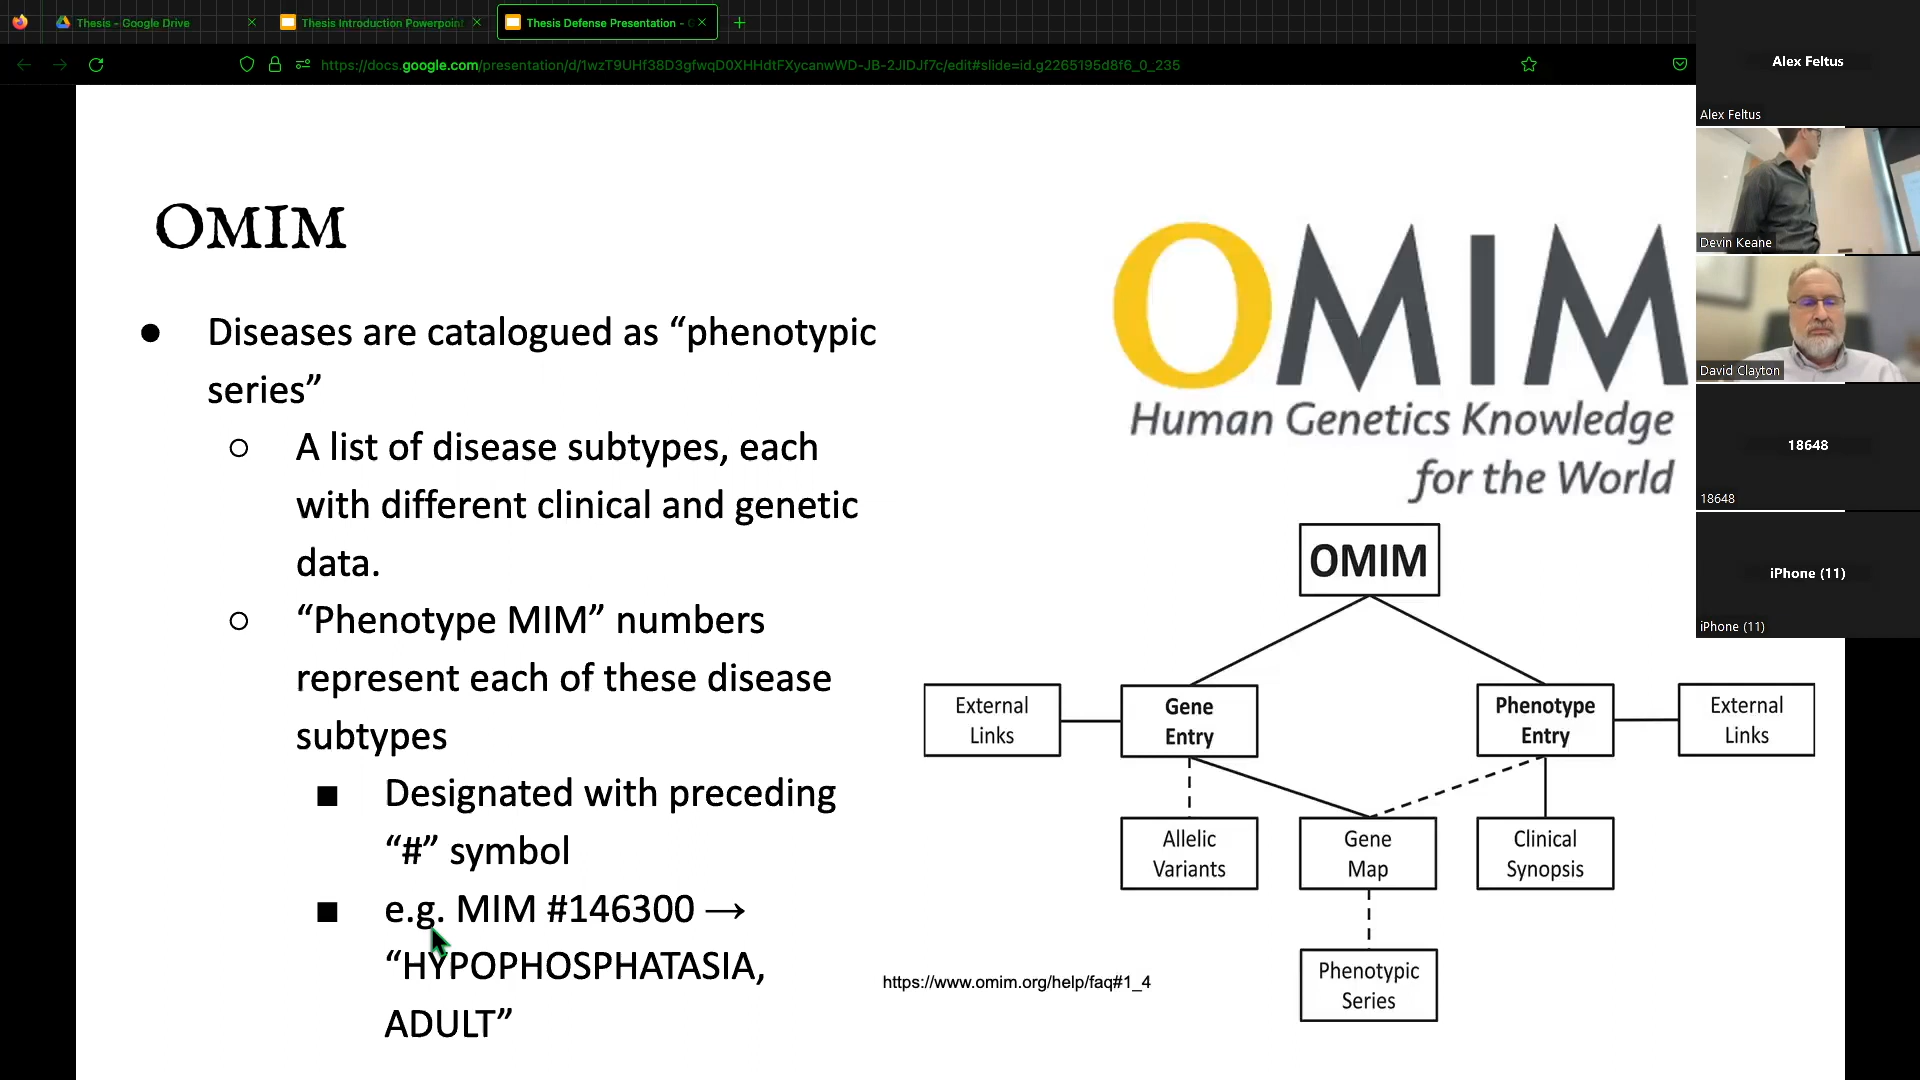 Thesis - Google Drive
Thesis Introduction Powerpoint
Thesis Defense Presentation -
https://docs.google.com/presentation/d/1wzT9UHf38D3gfwqD0XHHdtFXycanwWD-JB-2JIDJf7c/edit#slide=id.g2265195d8f6_0_235
Alex Feltus
Alex Feltus
Devin Keane
David Clayton
18648
18648
iPhone (11)
iPhone (11)
OMIM
● Diseases are catalogued as “phenotypic
series”
○ A list of disease subtypes, each
with different clinical and genetic
data.
○ “Phenotype MIM” numbers
represent each of these disease
subtypes
■ Designated with preceding
“#” symbol
■ e.g. MIM #146300 →
“HYPOPHOSPHATASIA,
ADULT”
OMIM
Human Genetics Knowledge
for the World
OMIM
External
Links
Gene
Entry
Phenotype
Entry
External
Links
Allelic
Variants
Gene
Map
Clinical
Synopsis
Phenotypic
Series
https://www.omim.org/help/faq#1_4